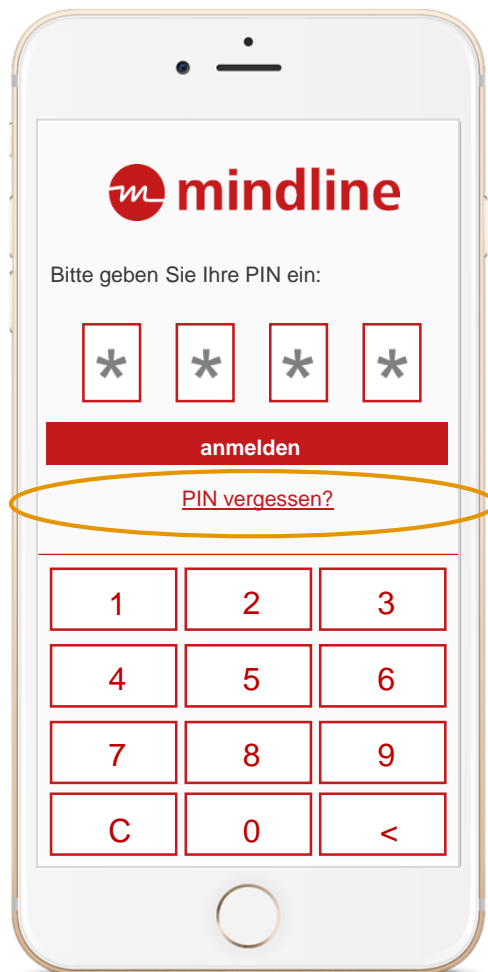 mindline
Bitte geben Sie Ihre PIN ein:
* * * *
anmelden
PIN vergessen?
1 2 3
4 5 6
7 8 9
C 0 <